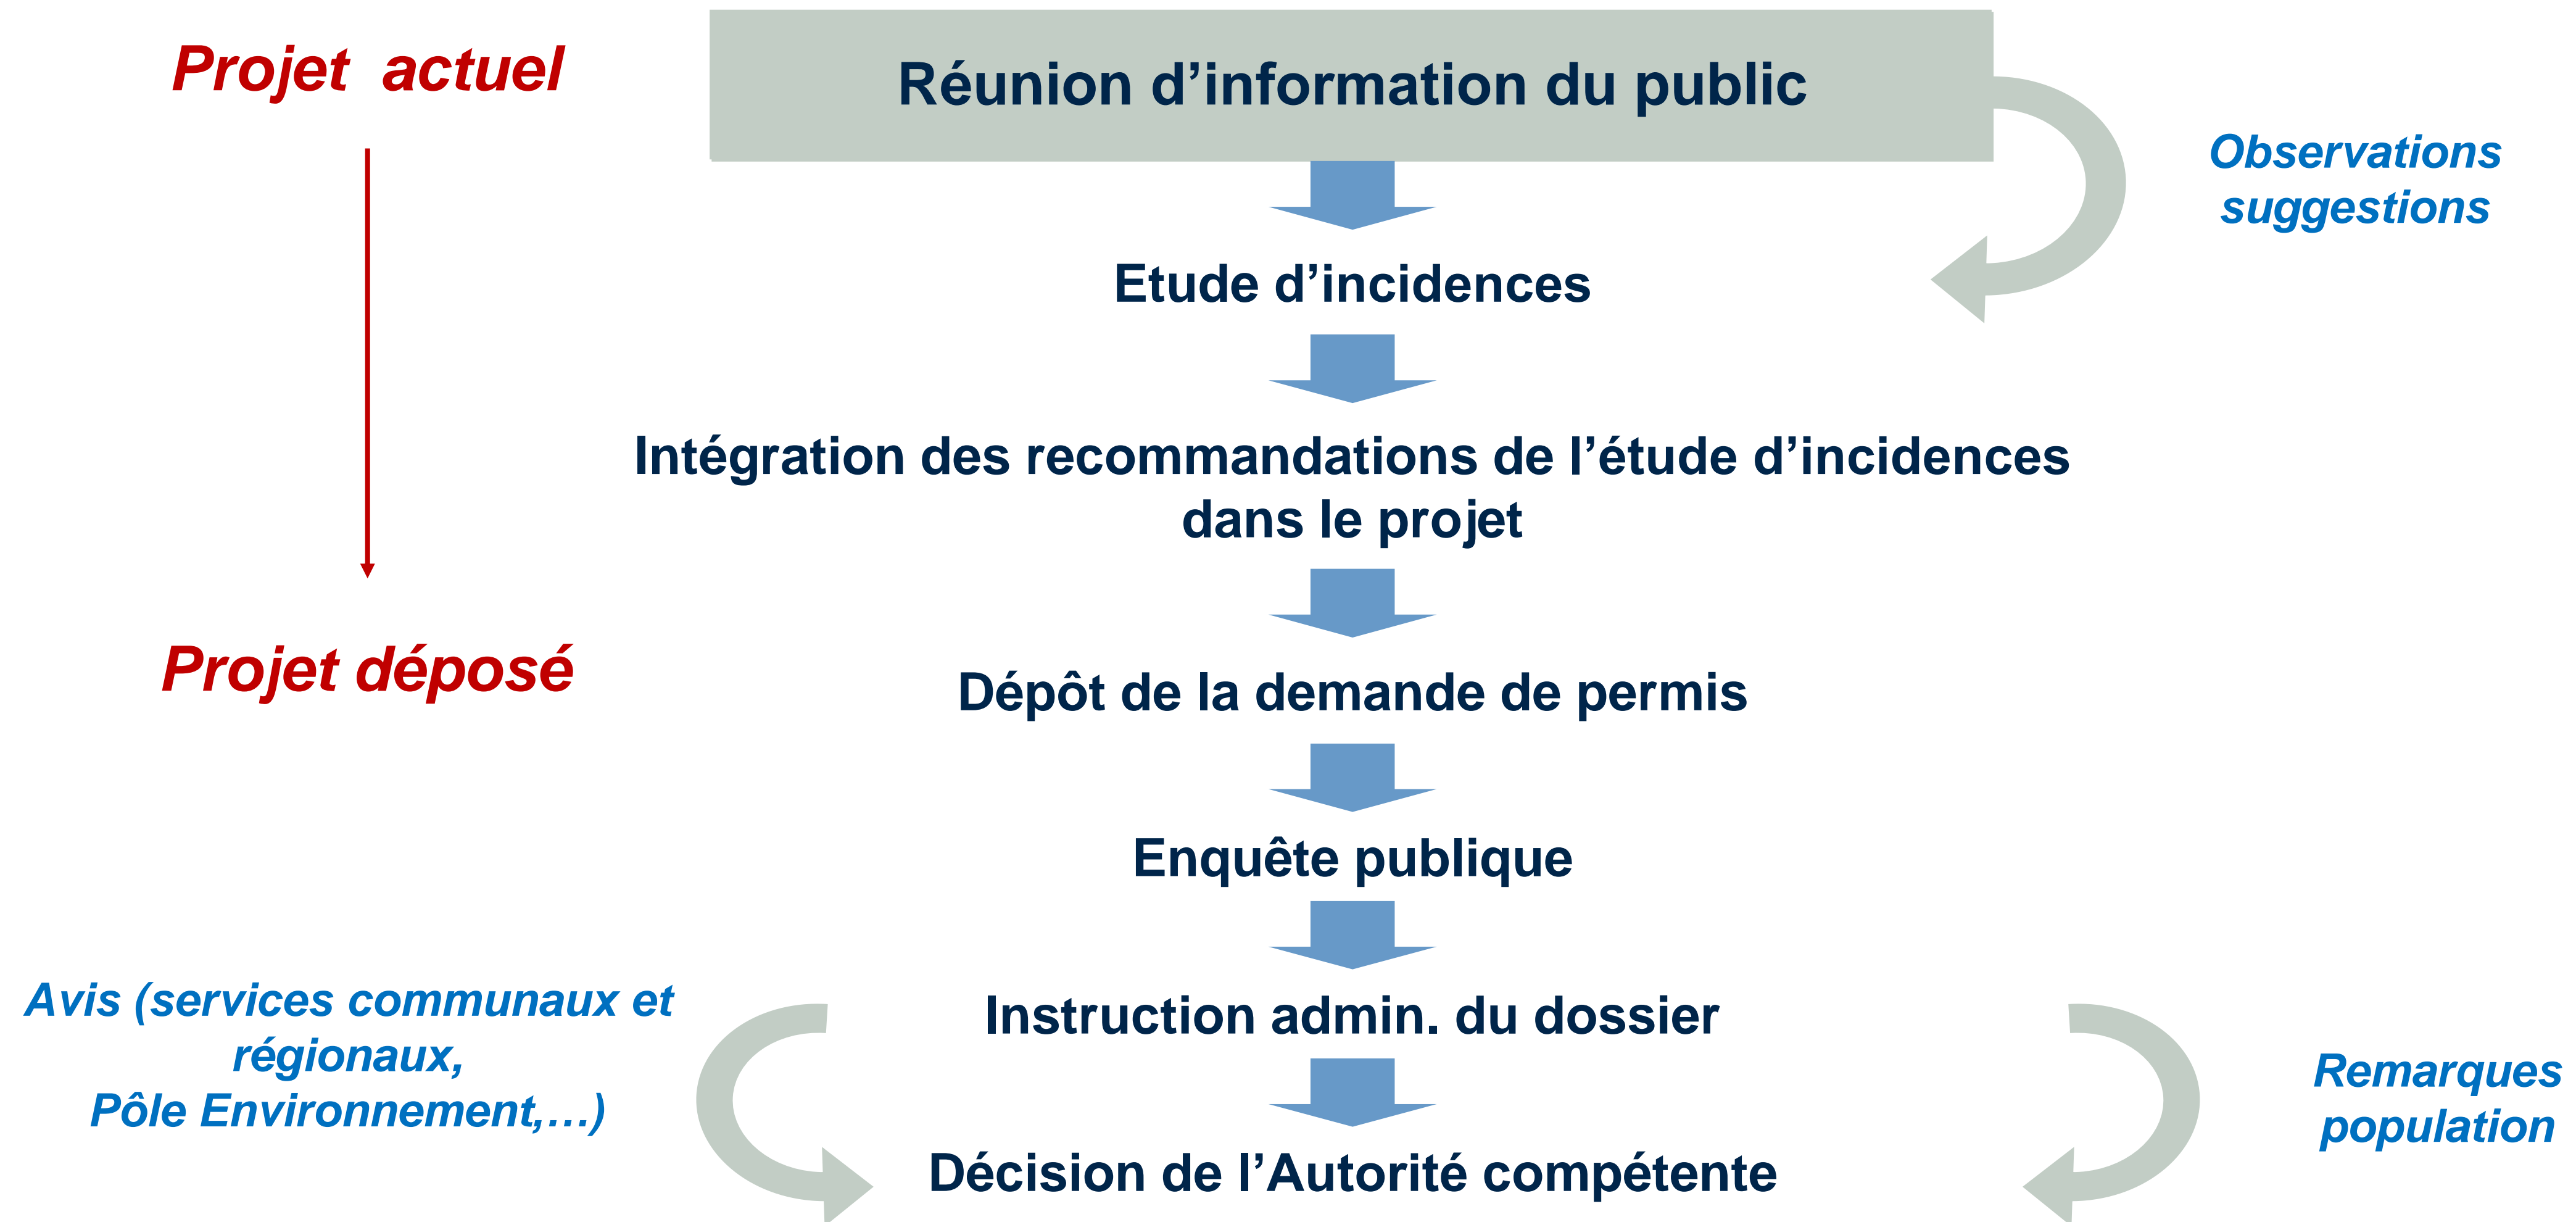 Projet actuel
Réunion d’information du public
Observations
suggestions
Etude d’incidences
Intégration des recommandations de l’étude d’incidences
dans le projet
Projet déposé
Dépôt de la demande de permis
Enquête publique
Avis (services communaux et
régionaux,
Pôle Environnement,…)
Instruction admin. du dossier
Remarques
population
Décision de l’Autorité compétente